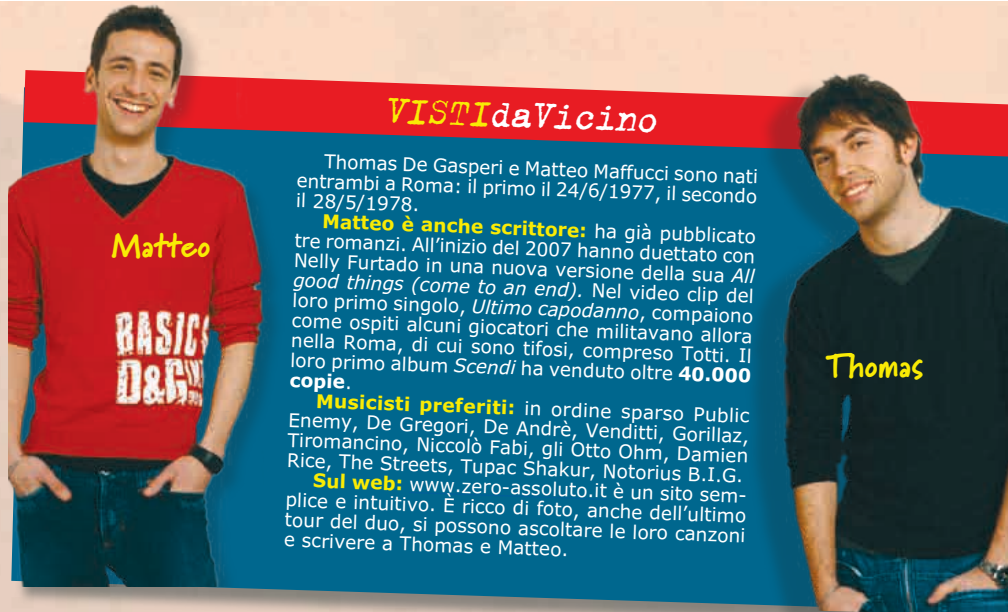 VISTIdaVicino
Thomas De Gasperi e Matteo Maffucci sono nati
entrambi a Roma: il primo il 24/6/1977, il secondo
il 28/5/1978.
Matteo è anche scrittore: ha già pubblicato
tre romanzi. All'inizio del 2007 hanno duettato con
Nelly Furtado in una nuova versione della sua All
good things (come to an end). Nel video clip del
loro primo singolo, Ultimo capodanno, compaiono
come ospiti alcuni giocatori che militavano allora
nella Roma, di cui sono tifosi, compreso Totti. Il
loro primo album Scendi ha venduto oltre 40.000
copie.
Musicisti preferiti: in ordine sparso Public
Enemy, De Gregori, De Andrè, Venditti, Gorillaz,
Tiromancino, Niccolò Fabi, gli Otto Ohm, Damien
Rice, The Streets, Tupac Shakur, Notorius B.I.G.
Sul web: www.zero-assoluto.it è un sito sem-
plice e intuitivo. È ricco di foto, anche dell'ultimo
tour del duo, si possono ascoltare le loro canzoni
e scrivere a Thomas e Matteo.
Matteo
BASIC
D&G
Thomas